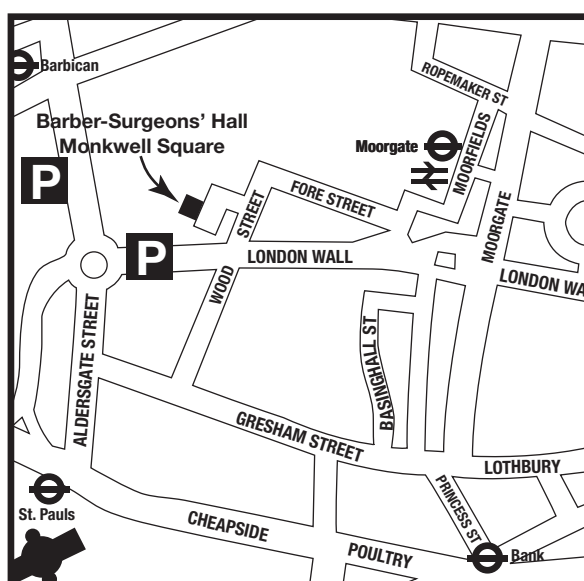 Barbican
ROPEMAKER ST
Barber-Surgeons' Hall
Monkwell Square
Moorgate
MOORFIELDS
P
FORE STREET
WOOD STREET
MOORGATE
P
LONDON WALL
LONDON WA
ALDERSGATE STREET
BASINGHALL ST
GRESHAM STREET
LOTHBURY
PRINCESS ST
St. Pauls
CHEAPSIDE
POULTRY
Bank